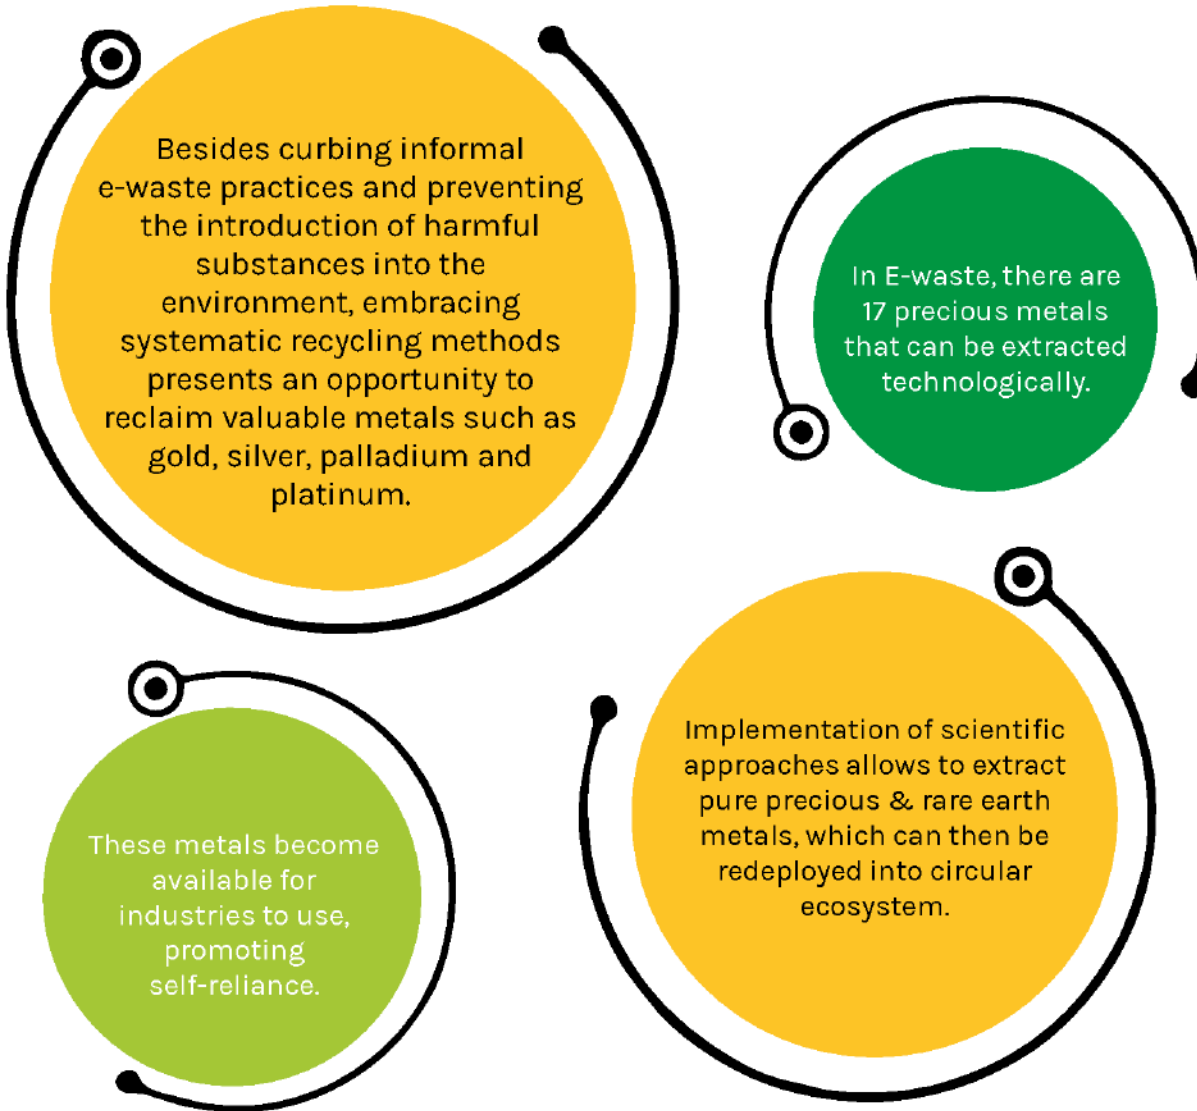 Besides curbing informal
e-waste practices and preventing
the introduction of harmful
substances into the
environment, embracing
systematic recycling methods
presents an opportunity to
reclaim valuable metals such as
gold, silver, palladium and
platinum.
In E-waste, there are
17 precious metals
that can be extracted
technologically.
These metals become
available for
industries to use,
promoting
self-reliance.
Implementation of scientific
approaches allows to extract
pure precious & rare earth
metals, which can then be
redeployed into circular
ecosystem.